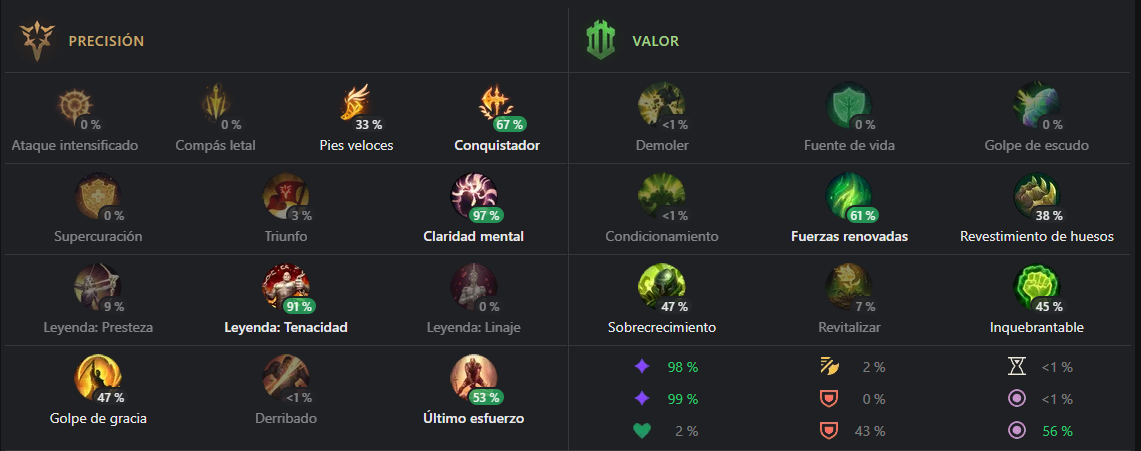 PRECISIÓN
0 %
0 %
33 %
67 %
Ataque intensificado
Compás letal
Pies veloces
Conquistador
0 %
3 %
97 %
Supercuración
Triunfo
Claridad mental
9 %
91 %
0 %
Leyenda: Presteza
Leyenda: Tenacidad
Leyenda: Linaje
47 %
<1 %
53 %
Golpe de gracia
Derribado
Último esfuerzo
VALOR
<1 %
0 %
0 %
Demoler
Fuente de vida
Golpe de escudo
<1 %
61 %
38 %
Condicionamiento
Fuerzas renovadas
Revestimiento de huesos
47 %
7 %
45 %
Sobrecrecimiento
Revitalizar
Inquebrantable
98 %
2 %
<1 %
99 %
0 %
<1 %
2 %
43 %
56 %